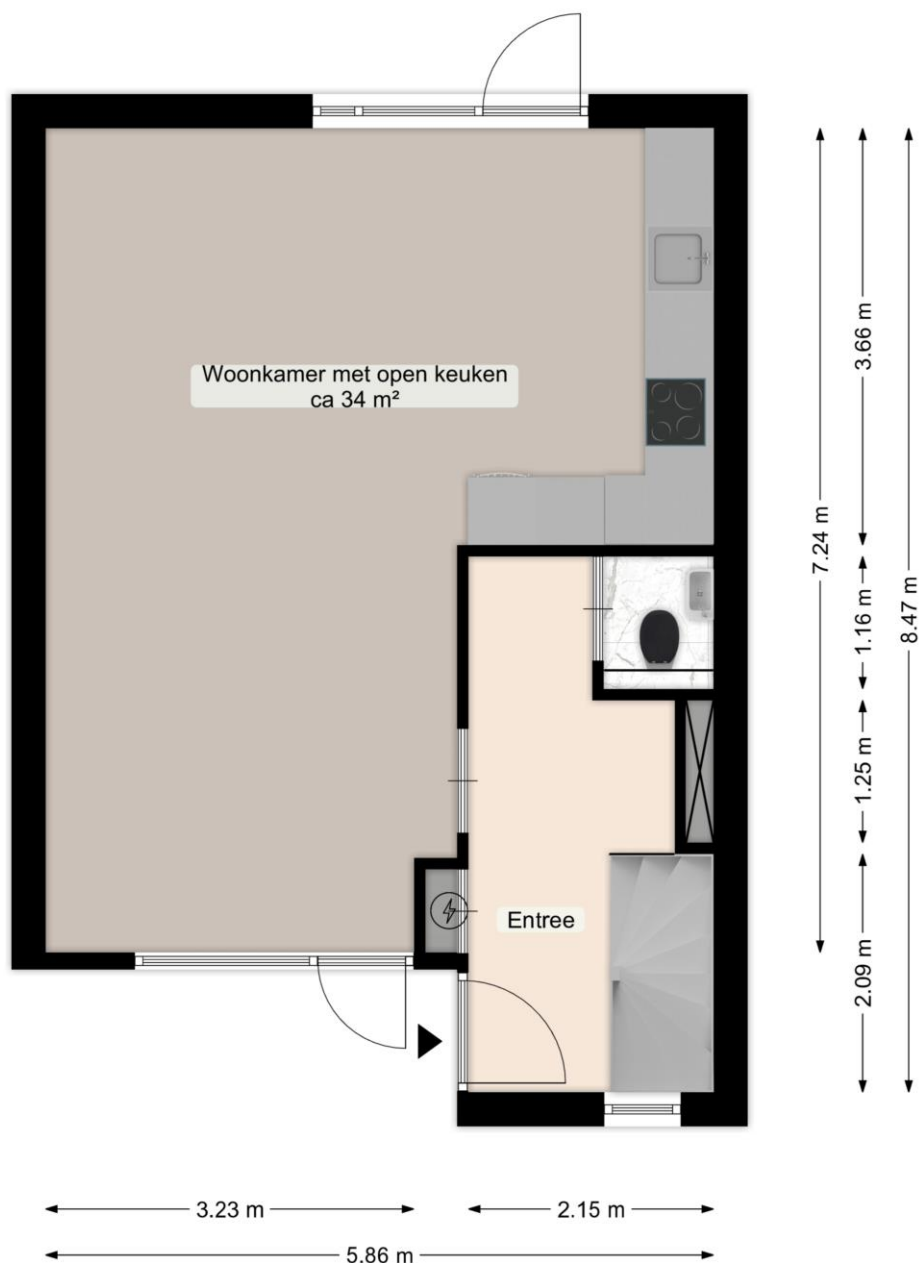 Woonkamer met open keuken
ca 34 m²
Entree
3.66 m
7.24 m
1.16 m
8.47 m
1.25 m
2.09 m
3.23 m
2.15 m
5.86 m